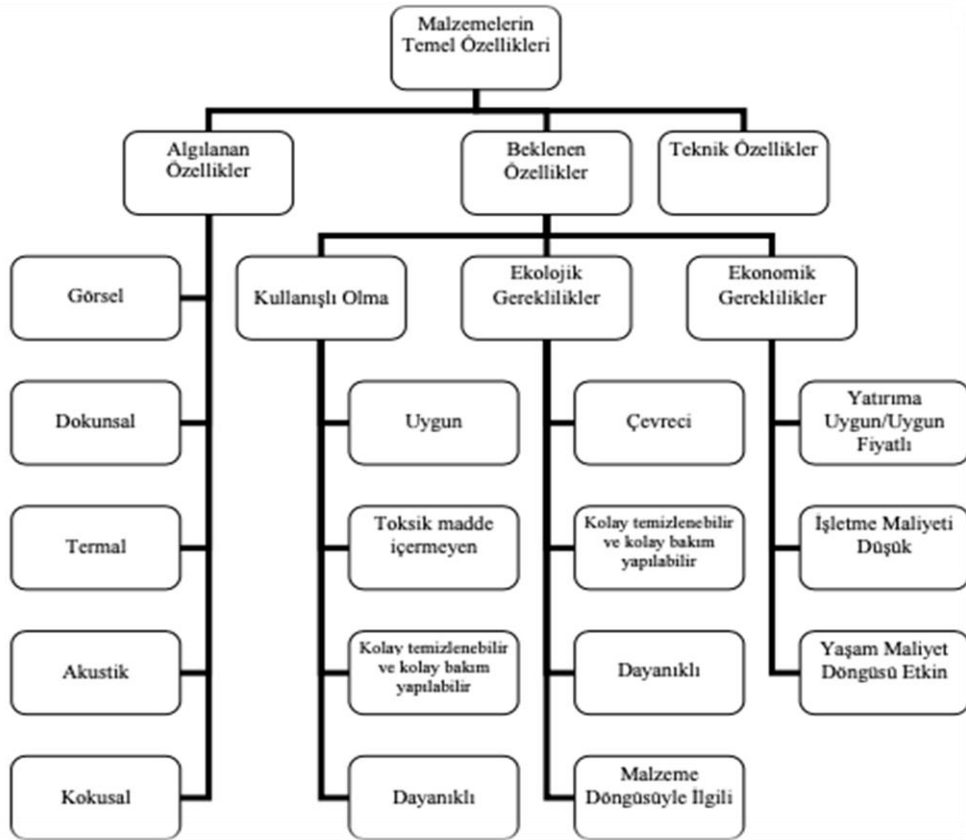 Malzemelerin
Temel Özellikleri
Algılanan
Özellikler
Beklenen
Özellikler
Teknik Özellikler
Görsel
Kullanışlı Olma
Ekolojik
Gereklilikler
Ekonomik
Gereklilikler
Dokunsal
Uygun
Çevreci
Yatırıma
Uygun/Uygun
Fiyatlı
Termal
Toksik madde
içermeyen
Kolay temizlenebilir
ve kolay bakım
yapılabilir
İşletme Maliyeti
Düşük
Akustik
Kolay temizlenebilir
ve kolay bakım
yapılabilir
Dayanıklı
Yaşam Maliyet
Döngüsü Etkin
Kokusal
Dayanıklı
Malzeme
Döngüsüyle İlgili